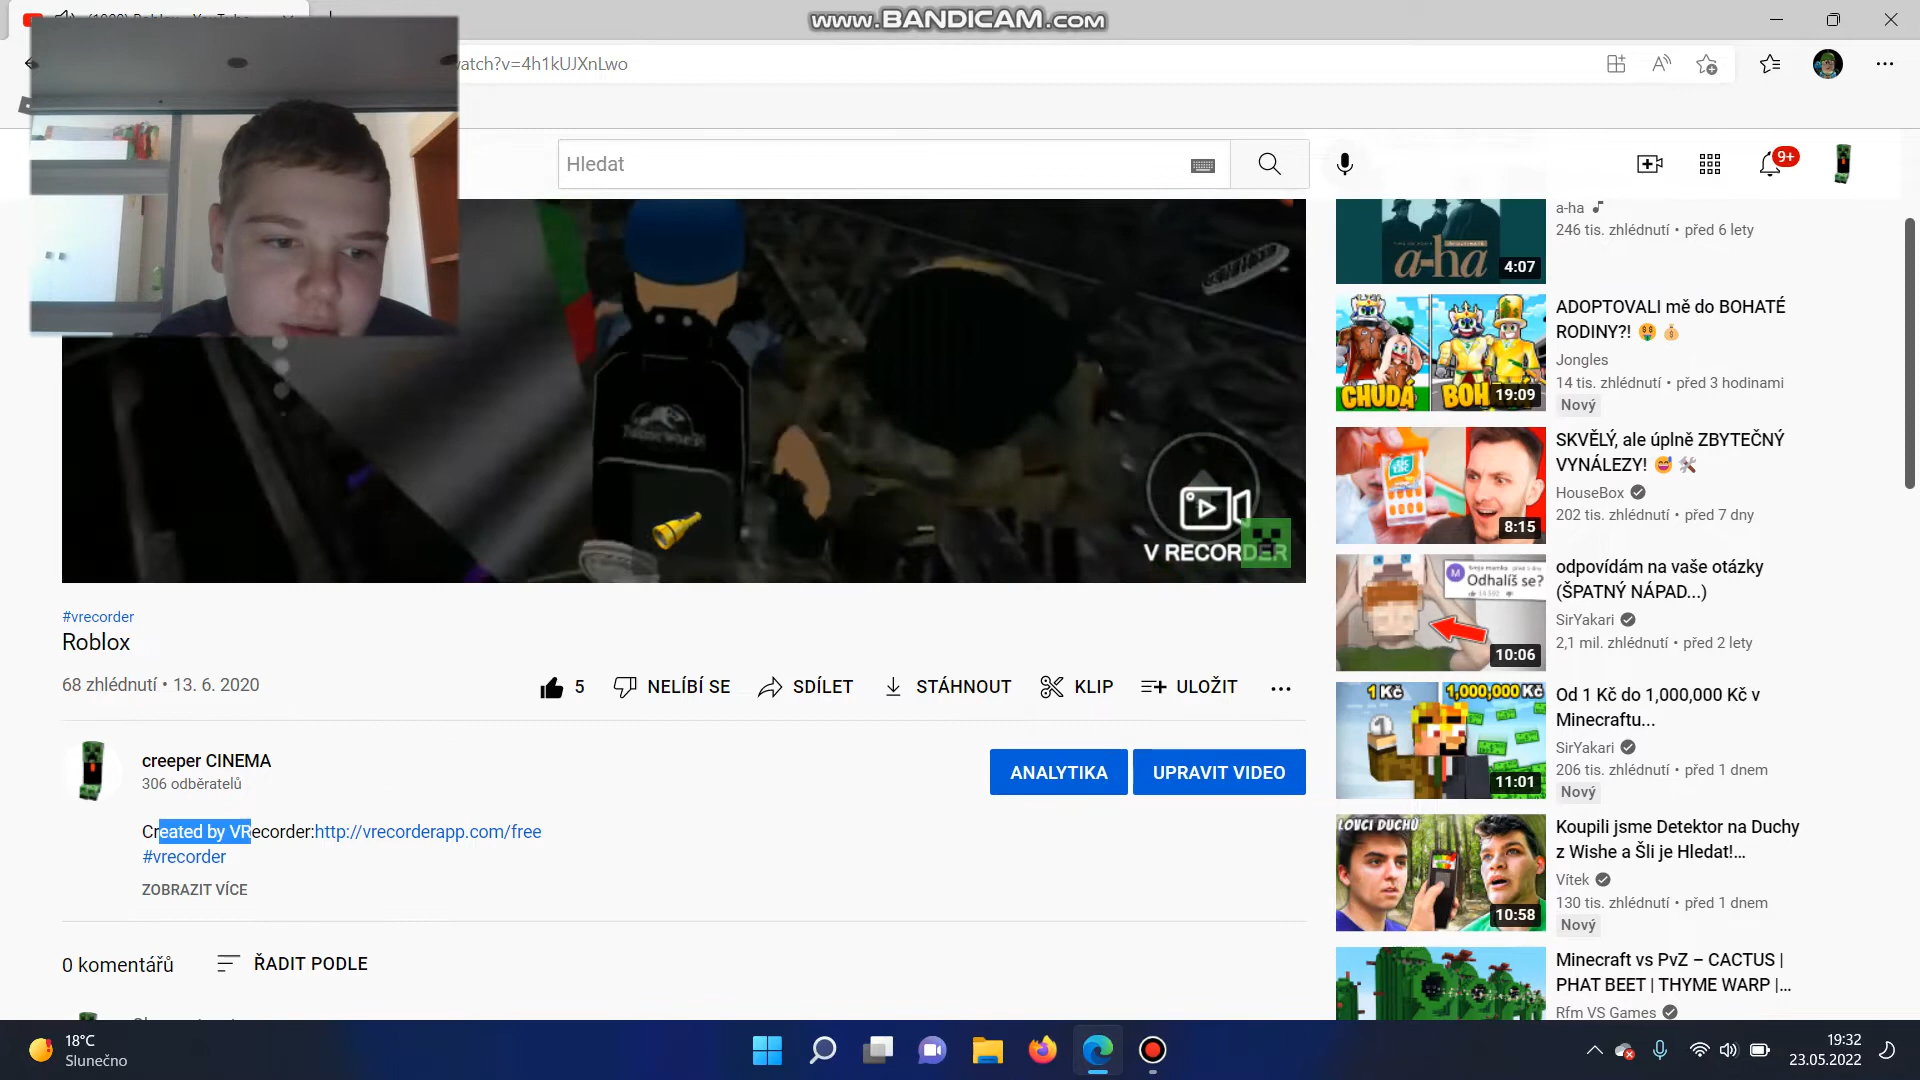 www.BANDICAM.com
watch?v=4h1kUJXnLwo
Hledat
9+
a-ha
246 tis. zhlédnutí • před 6 lety
a-ha
4:07
ADOPTOVALI mě do BOHATÉ
RODINY?! 🤑 💰
Jongles
14 tis. zhlédnutí • před 3 hodinami
Nový
CHUDÁ
19:09
SKVĚLÝ, ale úplně ZBYTEČNÝ
VYNÁLEZY! 😅 🛠
HouseBox
202 tis. zhlédnutí • před 7 dny
8:15
V RECORDER
odpovídám na vaše otázky
(ŠPATNÝ NÁPAD...)
SirYakari
2,1 mil. zhlédnutí • před 2 lety
Odhalíš se?
10:06
#vrecorder
Roblox
68 zhlédnutí • 13. 6. 2020
5
NELÍBÍ SE
SDÍLET
STÁHNOUT
KLIP
ULOŽIT
Od 1 Kč do 1,000,000 Kč v
Minecraftu...
SirYakari
206 tis. zhlédnutí • před 1 dnem
Nový
1 Kč
1,000,000 Kč
11:01
creeper CINEMA
306 odběratelů
ANALYTIKA
UPRAVIT VIDEO
Created by VRecorder:http://vrecorderapp.com/free
#vrecorder
ZOBRAZIT VÍCE
Koupili jsme Detektor na Duchy
z Wishe a Šli je Hledat!...
Vítek
130 tis. zhlédnutí • před 1 dnem
Nový
LOVCI DUCHŮ
10:58
0 komentářů
ŘADIT PODLE
Minecraft vs PvZ – CACTUS |
PHAT BEET | THYME WARP |...
Rfm VS Games
18°C
Slunečno
19:32
23.05.2022